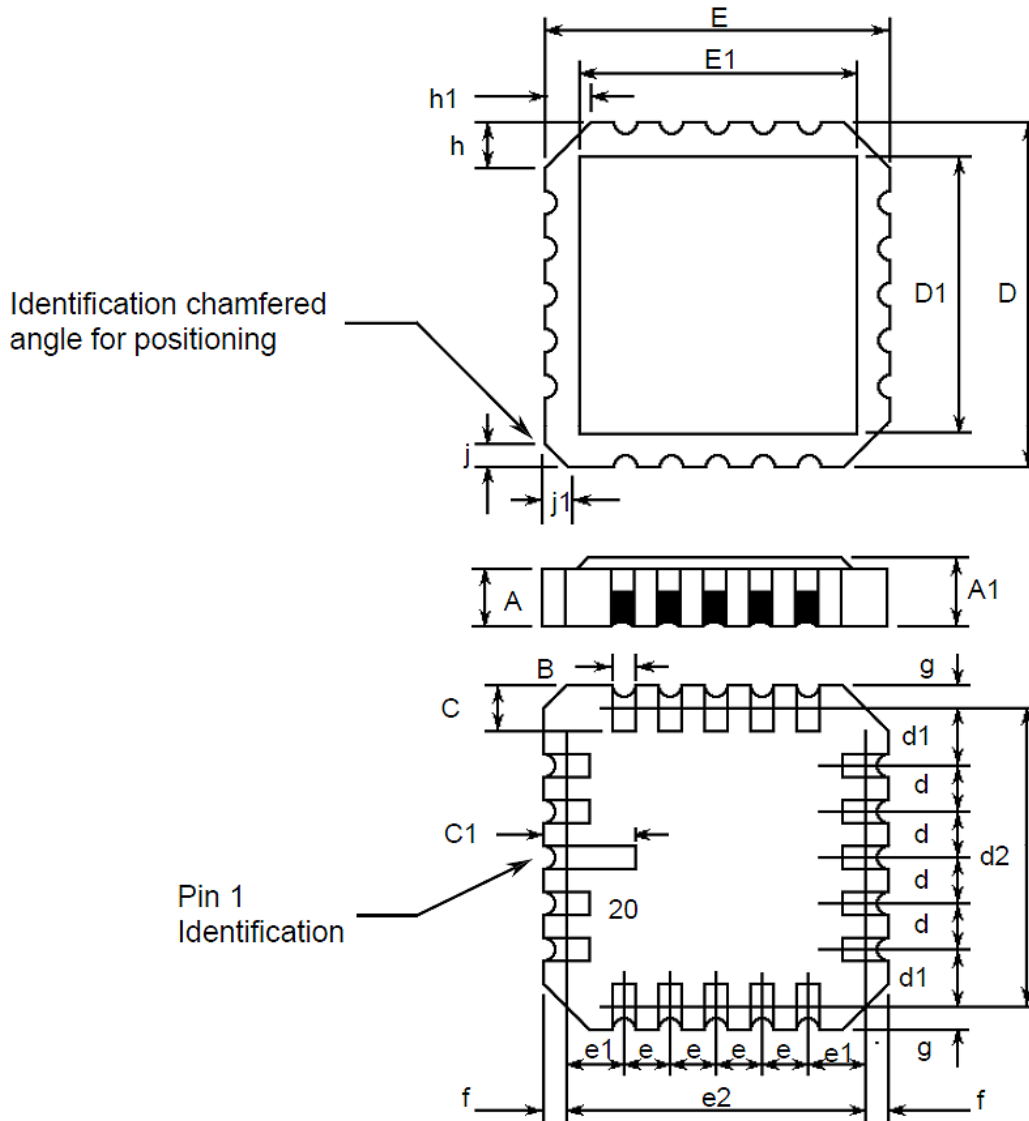 E
E1
h1
h
D1
D
Identification chamfered
angle for positioning
j
j1
A
A1
B
g
C
d1
d
C1
d
d2
Pin 1
Identification
20
d
d
d1
e1
e
e
e
e
e1
g
f
e2
f